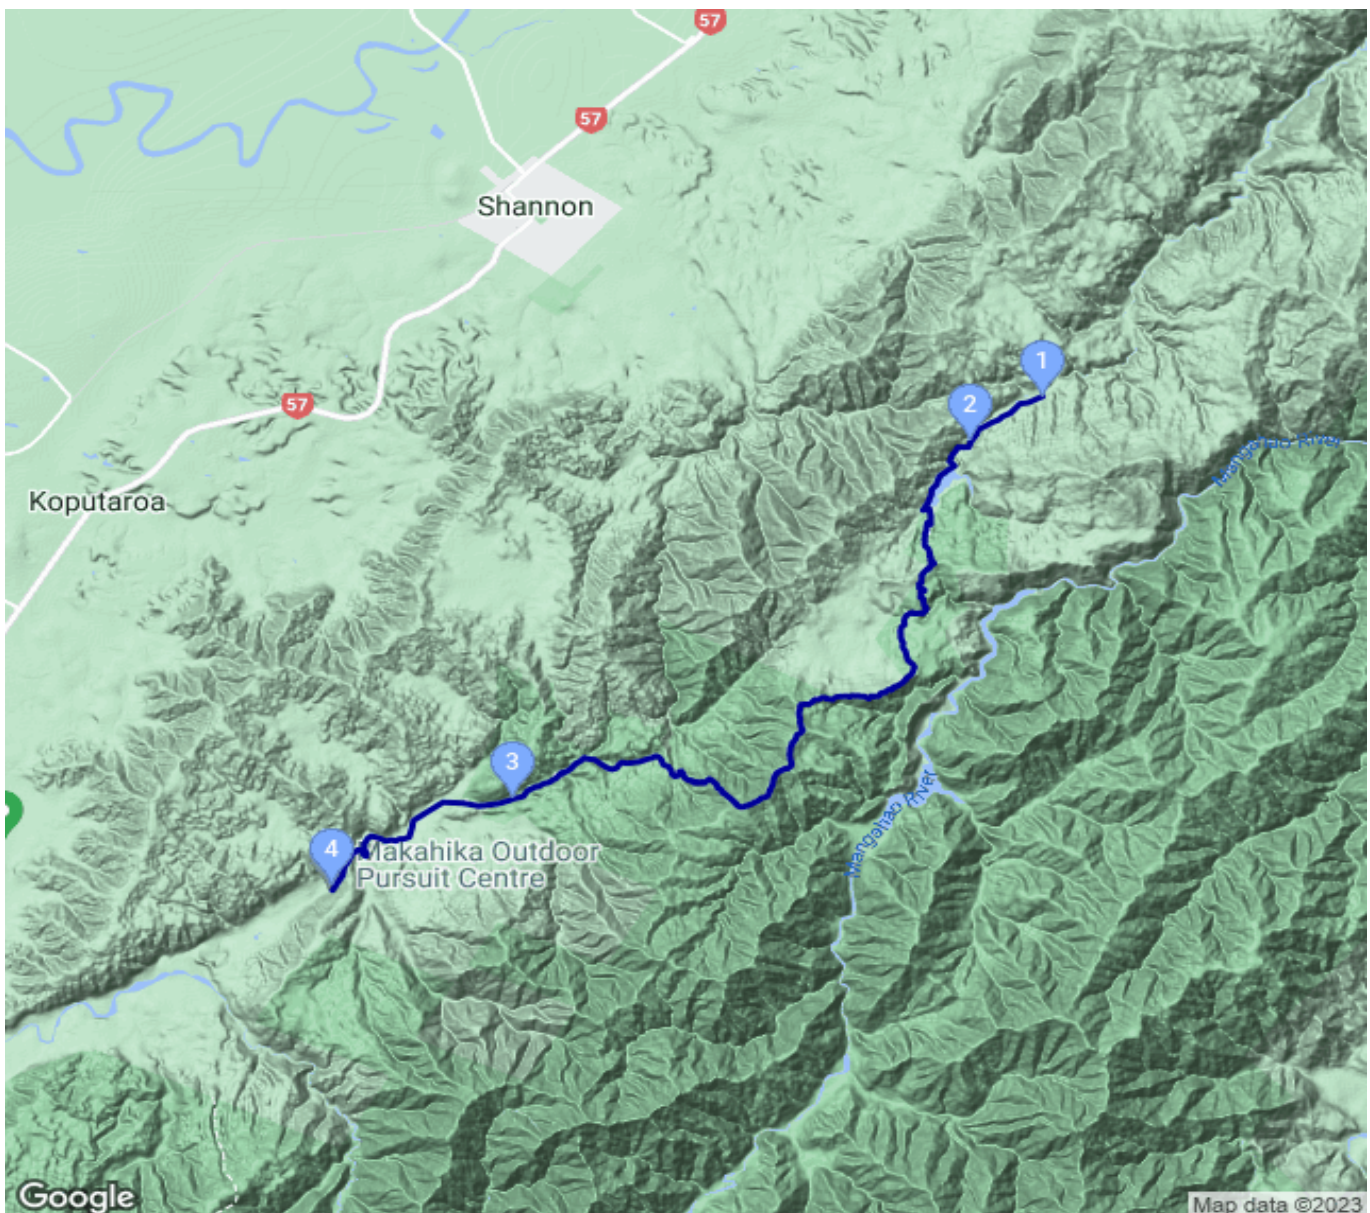 57
57
Shannon
1
2
57
Mangahao River
Koputaroa
3
Mangahao River
4
Makahika Outdoor
Pursuit Centre
Google
Map data ©2023